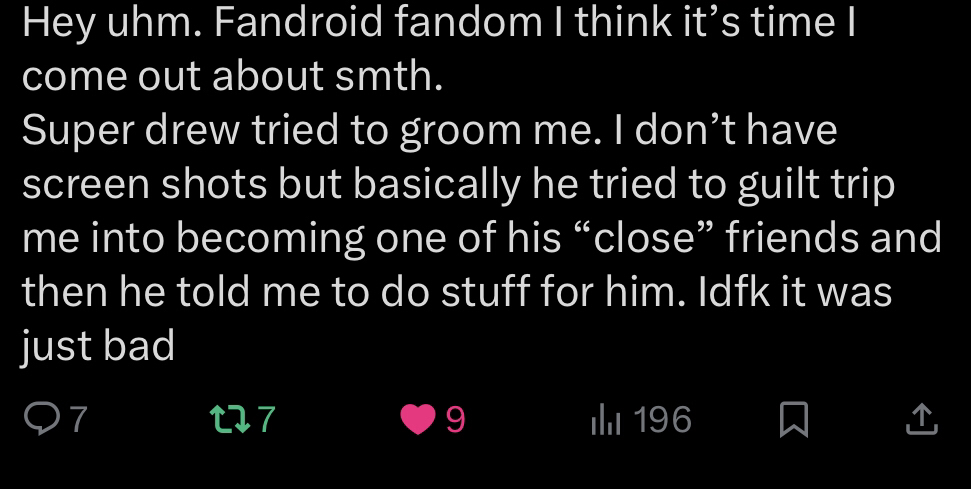 Hey uhm. Fandroid fandom I think it’s time I
come out about smth.
Super drew tried to groom me. I don’t have
screen shots but basically he tried to guilt trip
me into becoming one of his “close” friends and
then he told me to do stuff for him. Idfk it was
just bad
7 7 9 196